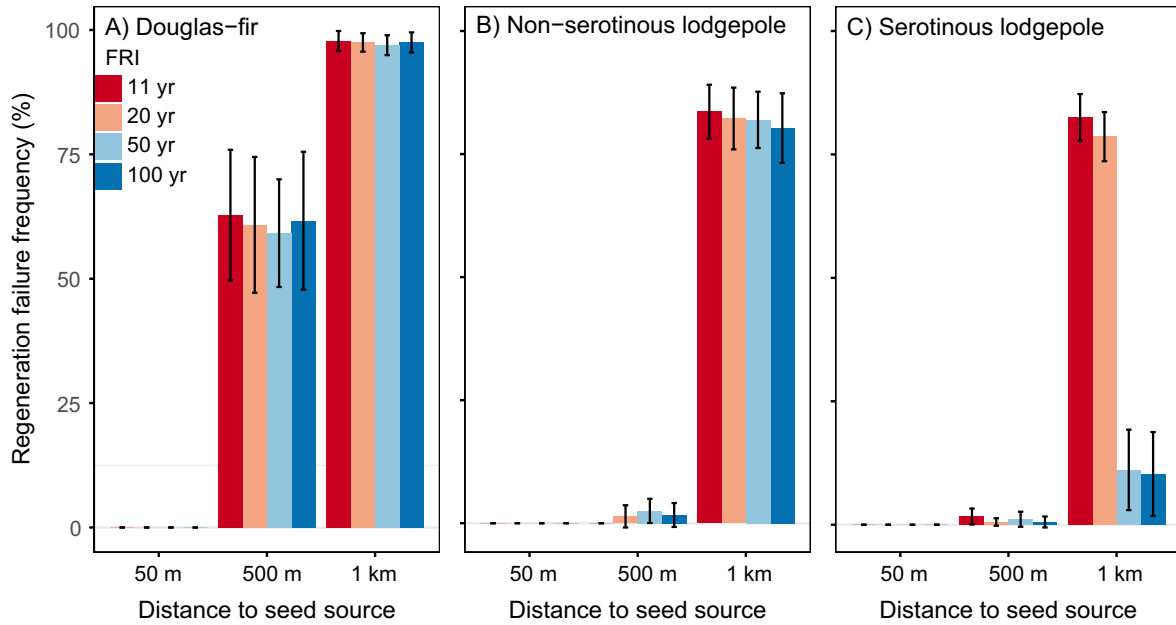 A) Douglas−fir
B) Non−serotinous lodgepole
C) Serotinous lodgepole
FRI
11 yr
20 yr
50 yr
100 yr
Regeneration failure frequency (%)
100
75
50
25
0
50 m 500 m 1 km
50 m 500 m 1 km
50 m 500 m 1 km
Distance to seed source
Distance to seed source
Distance to seed source